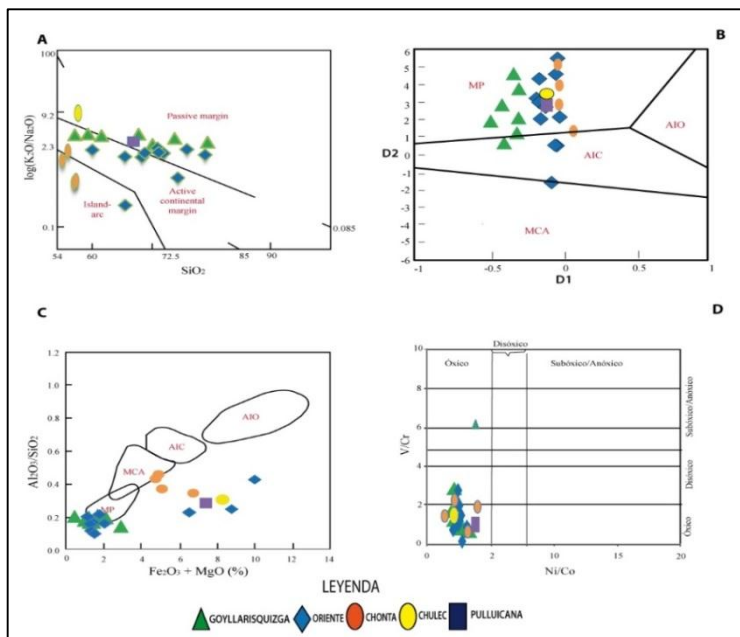 A
100
9.2
2.3
0.1
log(K₂O/Na₂O)
Passive margin
Active
continental
margin
Island-
arc
0.085
54 60 72.5 85 90
SiO₂
B
6
5
4
3
2
1
0
-1
-2
-3
-4
-5
-6
D2
MP
AIO
AIC
MCA
-1 -0.5 0 0.5 1
D1
C
1.2
1.0
0.8
0.6
0.4
0.2
0.0
Al₂O₃/SiO₂
AIO
AIC
MCA
MP
0 2 4 6 8 10 12 14
Fe₂O₃ + MgO (%)
D
Disóxico
Óxico
Subóxico/Anóxico
10
8
6
4
2
0
V/Cr
Subóxico/Anóxico
Disóxico
Óxico
0 2 4 5 10 15 20
Ni/Co
LEYENDA
GOYLLARISQUIZGA ORIENTE CHONTA CHULEC PULLUICANA